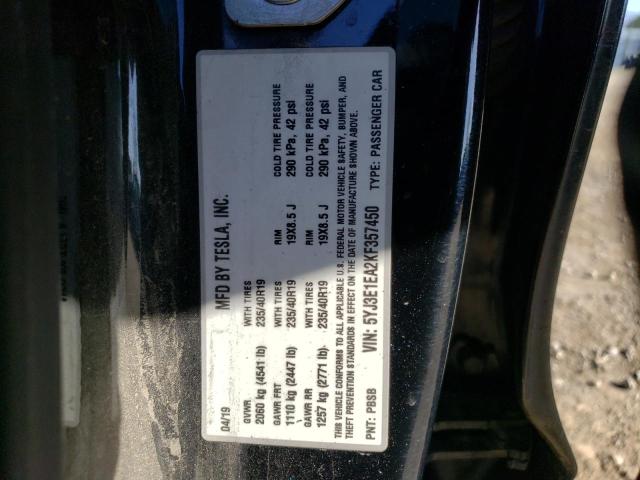 04/19 MFD BY TESLA, INC.
GVWR WITH TIRES RIM COLD TIRE PRESSURE
2060 kg (4541 lb) 235/40R19 19X8.5 J 290 kPa, 42 psi
GAWR FRT WITH TIRES RIM COLD TIRE PRESSURE
1110 kg (2447 lb) 235/40R19 19X8.5 J 290 kPa, 42 psi
GAWR RR WITH TIRES
1257 kg (2771 lb) 235/40R19
THIS VEHICLE CONFORMS TO ALL APPLICABLE U.S. FEDERAL MOTOR VEHICLE SAFETY, BUMPER, AND
THEFT PREVENTION STANDARDS IN EFFECT ON THE DATE OF MANUFACTURE SHOWN ABOVE.
PNT: PBSB VIN: 5YJ3E1EA2KF357450 TYPE: PASSENGER CAR